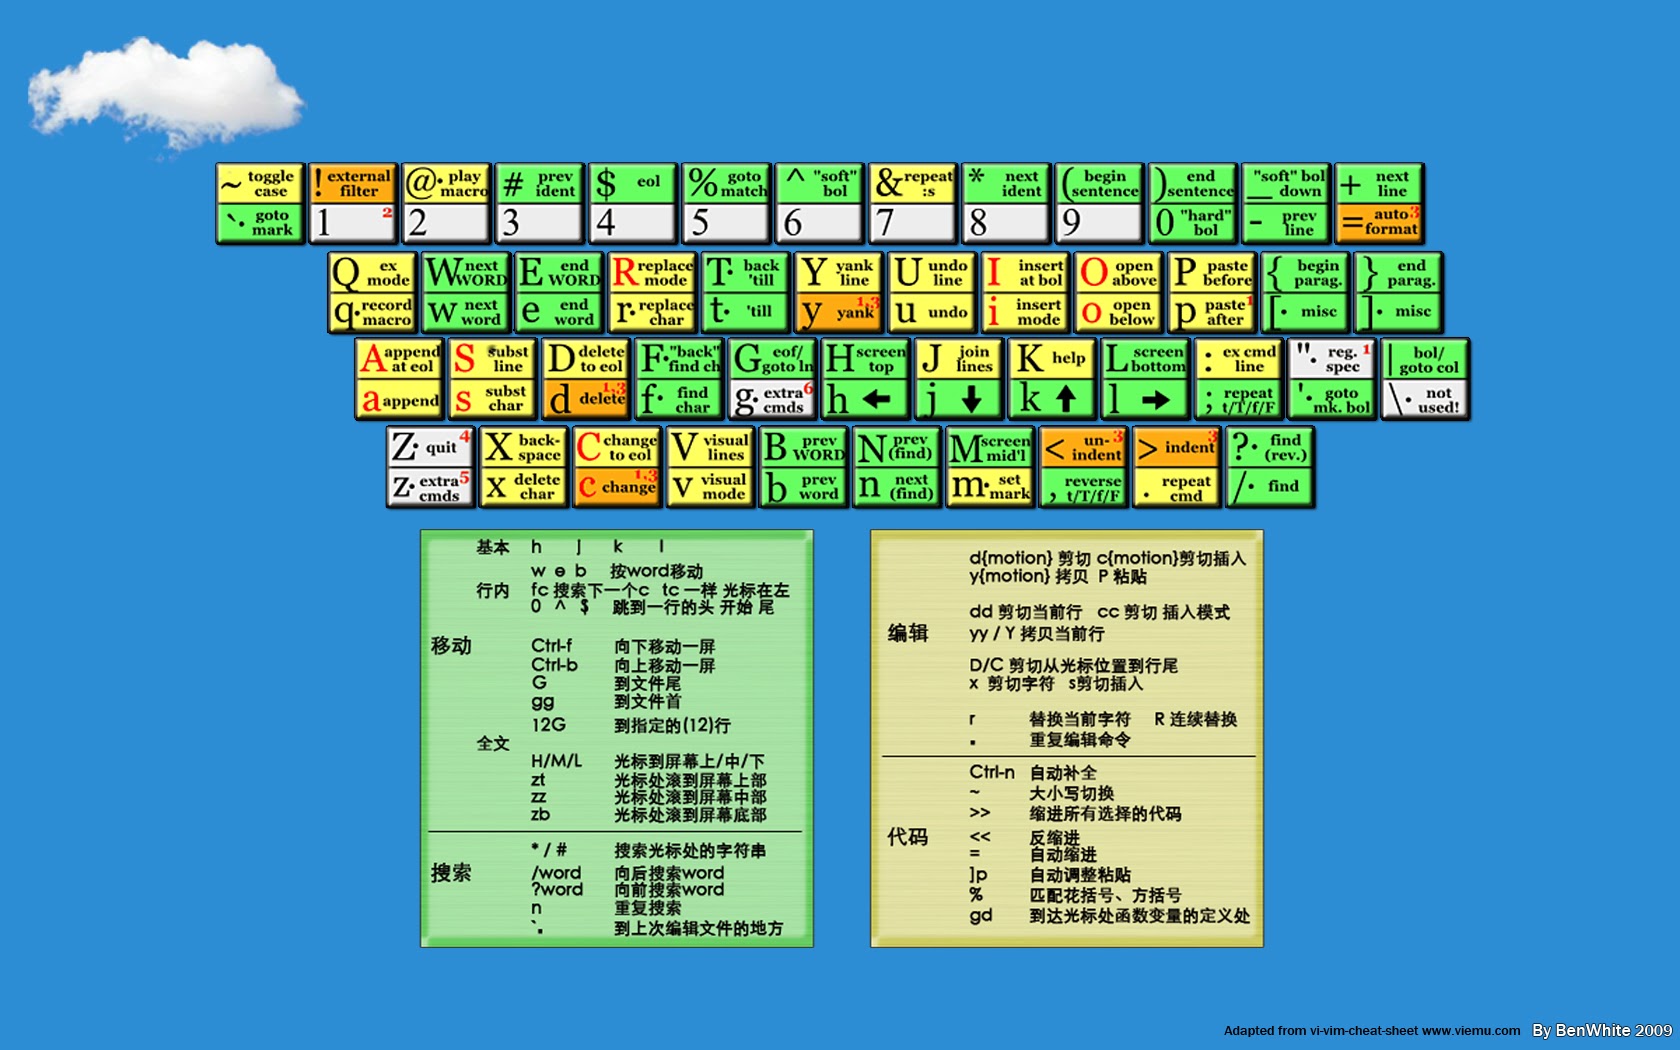 ~ toggle case ! external filter @· play macro # prev ident $ eol % goto match ^ "soft" bol & repeat :s * next ident ( begin sentence ) end sentence _ "soft" bol down + next line
`· goto mark 1 2 2 3 4 5 6 7 8 9 0 "hard" bol - prev line = auto 3 format
Q ex mode W next WORD E end WORD R replace mode T· back 'till Y yank line U undo line I insert at bol O open above P paste before { begin parag. } end parag.
q· record macro w next word e end word r· replace char t· 'till y yank 1,3 u undo i insert mode o open below p paste 1 after [· misc ]· misc
A append at eol S subst line D delete to eol F· "back" find ch G eof/ goto ln H screen top J join lines K help L screen bottom : ex cmd line "· reg. 1 spec | bol/ goto col
a append s subst char d delete 1,3 f· find char g· extra 6 cmds h ← j ↓ k ↑ l → ; repeat t/T/f/F '· goto mk. bol \· not used!
Z· quit 4 X back-space C change to eol V visual lines B prev WORD N prev (find) M screen mid'l < un- 3 indent > indent 3 ?· find (rev.)
z· extra 5 cmds x delete char c change 1,3 v visual mode b prev word n next (find) m· set mark , reverse t/T/f/F . repeat cmd /· find
基本 h j k l
w e b 按word移动
行内 fc 搜索下一个c tc 一样 光标在左
0 ^ $ 跳到一行的头 开始 尾
移动 Ctrl-f 向下移动一屏
Ctrl-b 向上移动一屏
G 到文件尾
gg 到文件首
12G 到指定的(12)行
全文
H/M/L 光标到屏幕上/中/下
zt 光标处滚到屏幕上部
zz 光标处滚到屏幕中部
zb 光标处滚到屏幕底部
* / # 搜索光标处的字符串
搜索 /word 向后搜索word
?word 向前搜索word
n 重复搜索
`. 到上次编辑文件的地方
d{motion} 剪切 c{motion}剪切插入
y{motion} 拷贝 P 粘贴
dd 剪切当前行 cc 剪切 插入模式
编辑 yy / Y 拷贝当前行
D/C 剪切从光标位置到行尾
x 剪切字符 s剪切插入
r 替换当前字符 R 连续替换
. 重复编辑命令
Ctrl-n 自动补全
~ 大小写切换
>> 缩进所有选择的代码
代码 << 反缩进
= 自动缩进
]p 自动调整粘贴
% 匹配花括号、方括号
gd 到达光标处函数变量的定义处
Adapted from vi-vim-cheat-sheet www.viemu.com By BenWhite 2009